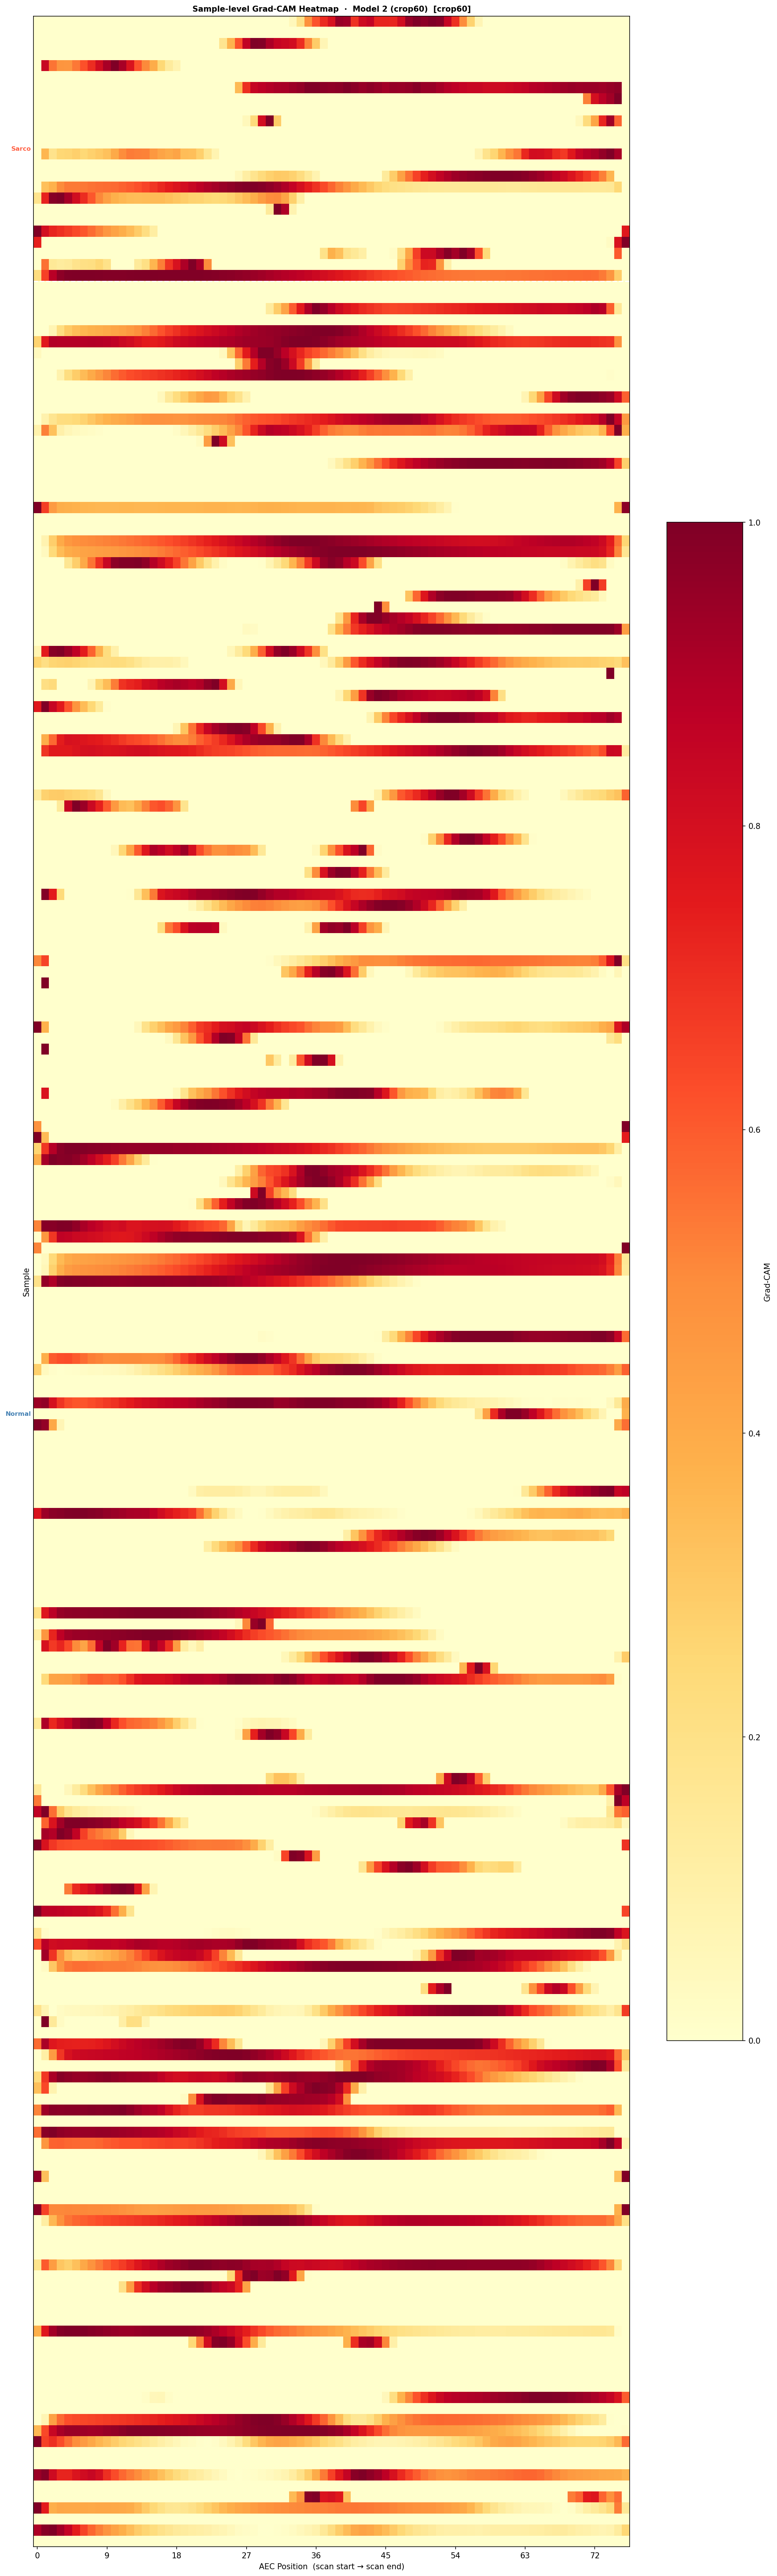 Sample-level Grad-CAM Heatmap · Model 2 (crop60) [crop60]
Sarco
Normal
Sample
0 9 18 27 36 45 54 63 72
AEC Position (scan start → scan end)
1.0
0.8
0.6
0.4
0.2
0.0
Grad-CAM